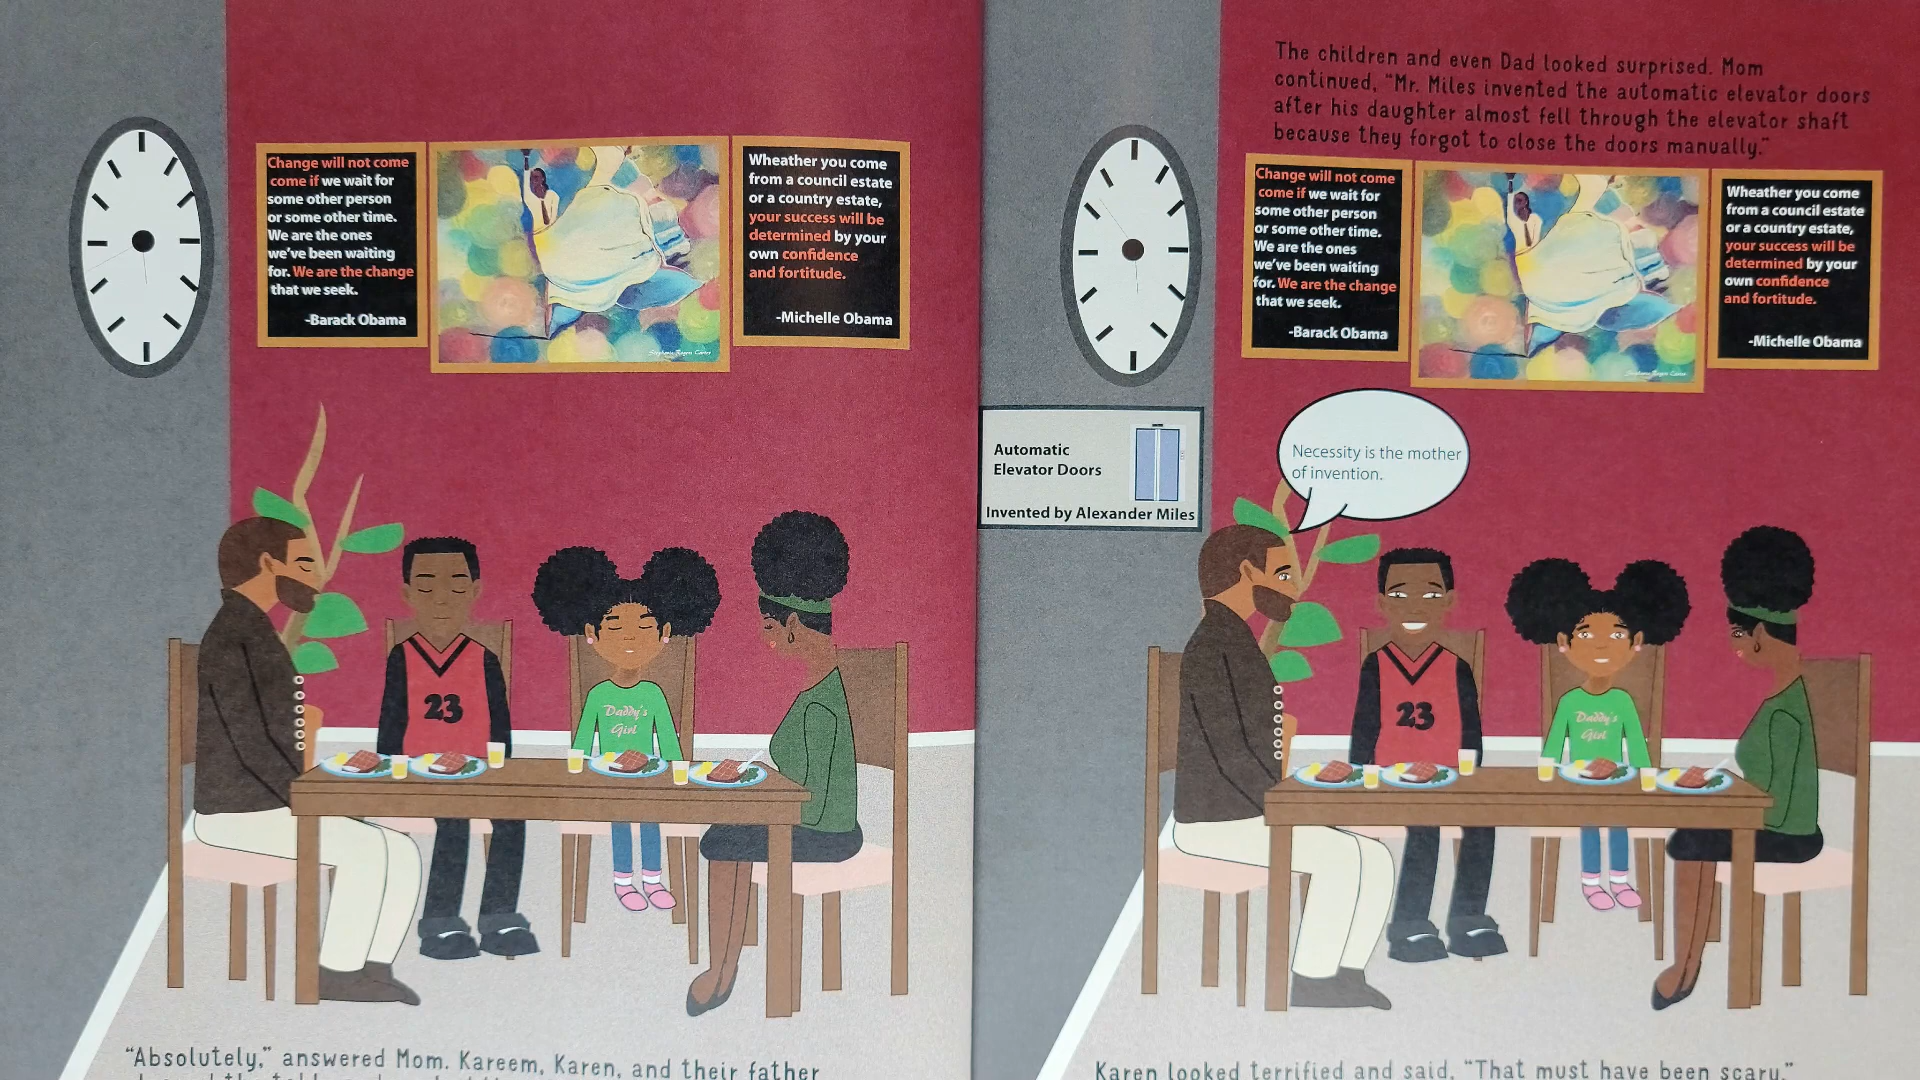 Change will not come
come if we wait for
some other person
or some other time.
We are the ones
we've been waiting
for. We are the change
that we seek.
-Barack Obama
Stephanie Rogers Carter
Wheather you come
from a council estate
or a country estate,
your success will be
determined by your
own confidence
and fortitude.
-Michelle Obama
23
Daddy's
Girl
"Absolutely," answered Mom. Kareem, Karen, and their father
The children and even Dad looked surprised. Mom
continued, "Mr. Miles invented the automatic elevator doors
after his daughter almost fell through the elevator shaft
because they forgot to close the doors manually."
Change will not come
come if we wait for
some other person
or some other time.
We are the ones
we've been waiting
for. We are the change
that we seek.
-Barack Obama
Stephanie Rogers Carter
Wheather you come
from a council estate
or a country estate,
your success will be
determined by your
own confidence
and fortitude.
-Michelle Obama
Automatic
Elevator Doors
Invented by Alexander Miles
Necessity is the mother
of invention.
23
Daddy's
Girl
Karen looked terrified and said, "That must have been scary."